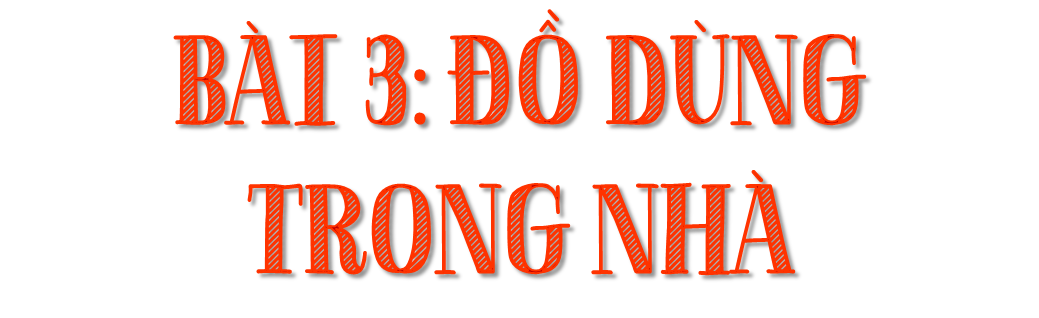 BÀI 3: ĐỒ DÙNG
TRONG NHÀ